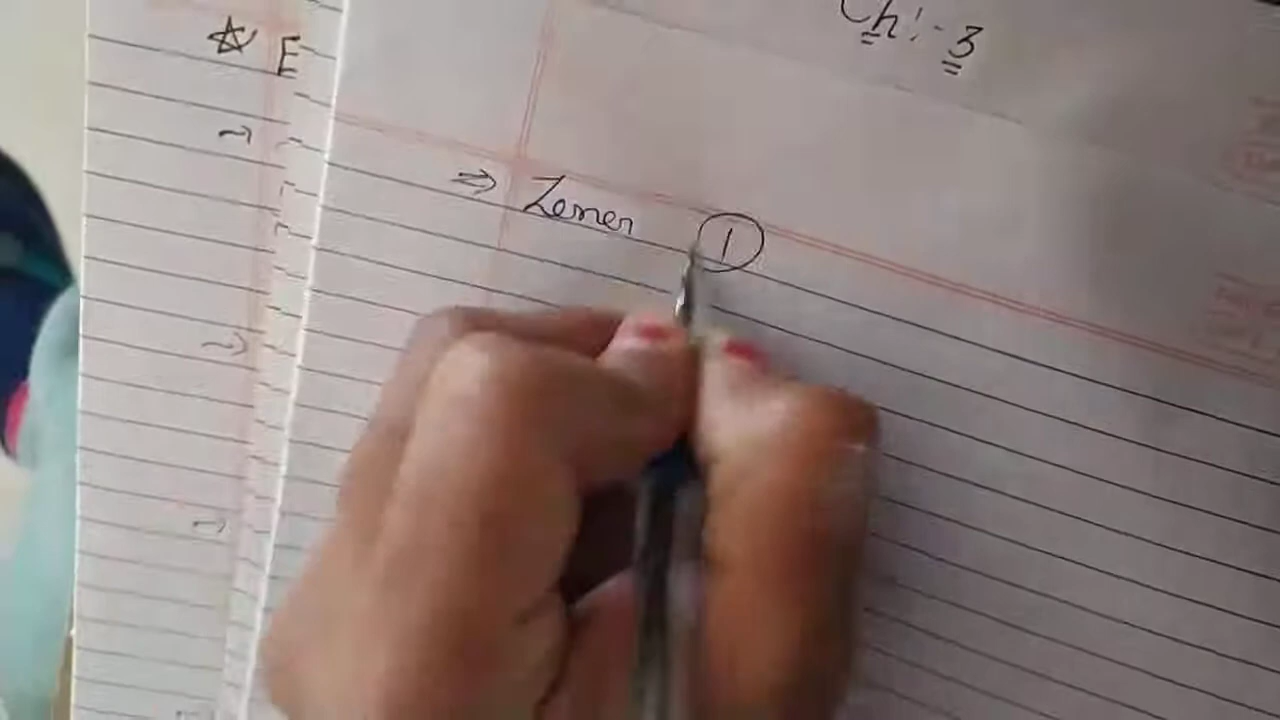 Ch:- 3
☆ E
→
⇒ Zener ①
→
→